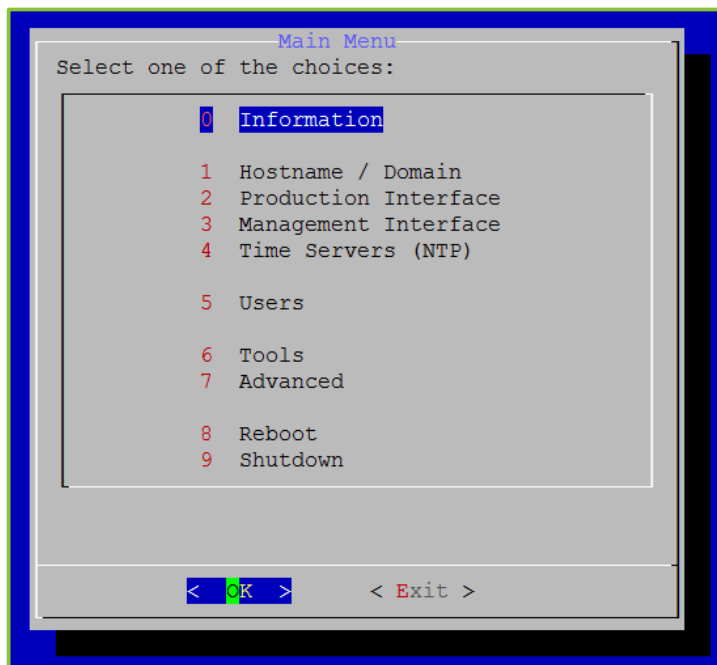 Main Menu
Select one of the choices:
0 Information
1 Hostname / Domain
2 Production Interface
3 Management Interface
4 Time Servers (NTP)
5 Users
6 Tools
7 Advanced
8 Reboot
9 Shutdown
< OK > < Exit >